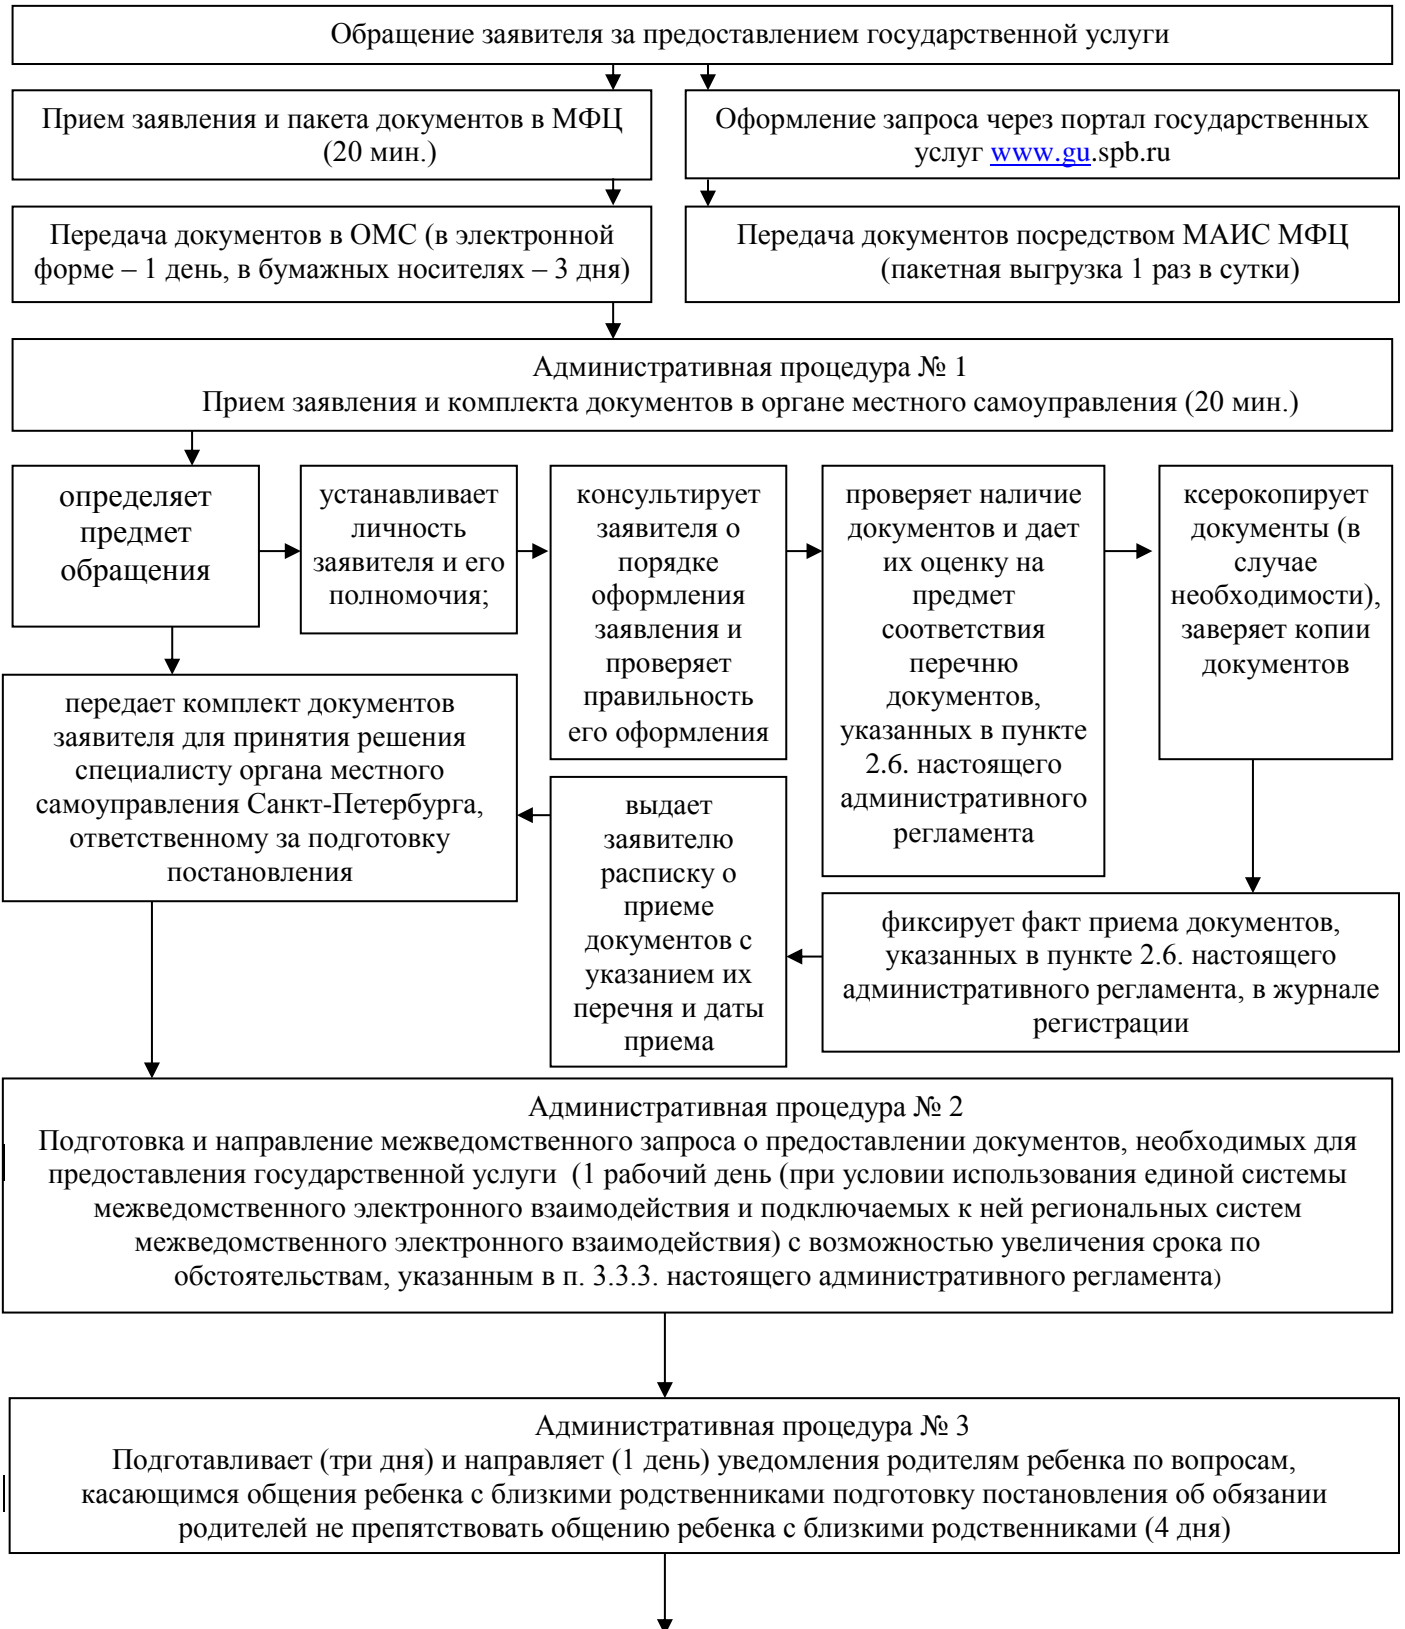 Обращение заявителя за предоставлением государственной услуги
Прием заявления и пакета документов в МФЦ
(20 мин.)
Оформление запроса через портал государственных
услуг www.gu.spb.ru
Передача документов в ОМС (в электронной
форме – 1 день, в бумажных носителях – 3 дня)
Передача документов посредством МАИС МФЦ
(пакетная выгрузка 1 раз в сутки)
Административная процедура № 1
Прием заявления и комплекта документов в органе местного самоуправления (20 мин.)
определяет
предмет
обращения
устанавливает
личность
заявителя и его
полномочия;
консультирует
заявителя о
порядке
оформления
заявления и
проверяет
правильность
его оформления
проверяет наличие
документов и дает
их оценку на
предмет
соответствия
перечню
документов,
указанных в пункте
2.6. настоящего
административного
регламента
ксерокопирует
документы (в
случае
необходимости),
заверяет копии
документов
передает комплект документов
заявителя для принятия решения
специалисту органа местного
самоуправления Санкт-Петербурга,
ответственному за подготовку
постановления
выдает
заявителю
расписку о
приеме
документов с
указанием их
перечня и даты
приема
фиксирует факт приема документов,
указанных в пункте 2.6. настоящего
административного регламента, в журнале
регистрации
Административная процедура № 2
Подготовка и направление межведомственного запроса о предоставлении документов, необходимых для
предоставления государственной услуги (1 рабочий день (при условии использования единой системы
межведомственного электронного взаимодействия и подключаемых к ней региональных систем
межведомственного электронного взаимодействия) с возможностью увеличения срока по
обстоятельствам, указанным в п. 3.3.3. настоящего административного регламента)
Административная процедура № 3
Подготавливает (три дня) и направляет (1 день) уведомления родителям ребенка по вопросам,
касающимся общения ребенка с близкими родственниками подготовку постановления об обязании
родителей не препятствовать общению ребенка с близкими родственниками (4 дня)